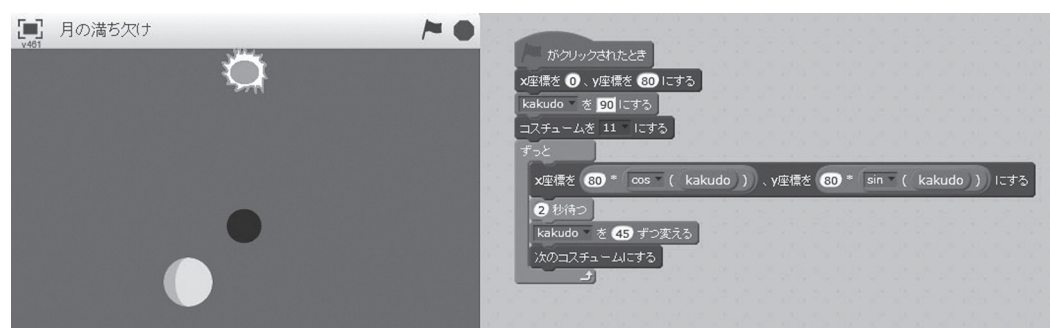 月の満ち欠け
v461
がクリックされたとき
x座標を 0 、y座標を 80 にする
kakudo を 90 にする
コスチュームを 11 にする
ずっと
x座標を 80 * cos ( kakudo ) 、y座標を 80 * sin ( kakudo ) にする
2 秒待つ
kakudo を 45 ずつ変える
次のコスチュームにする